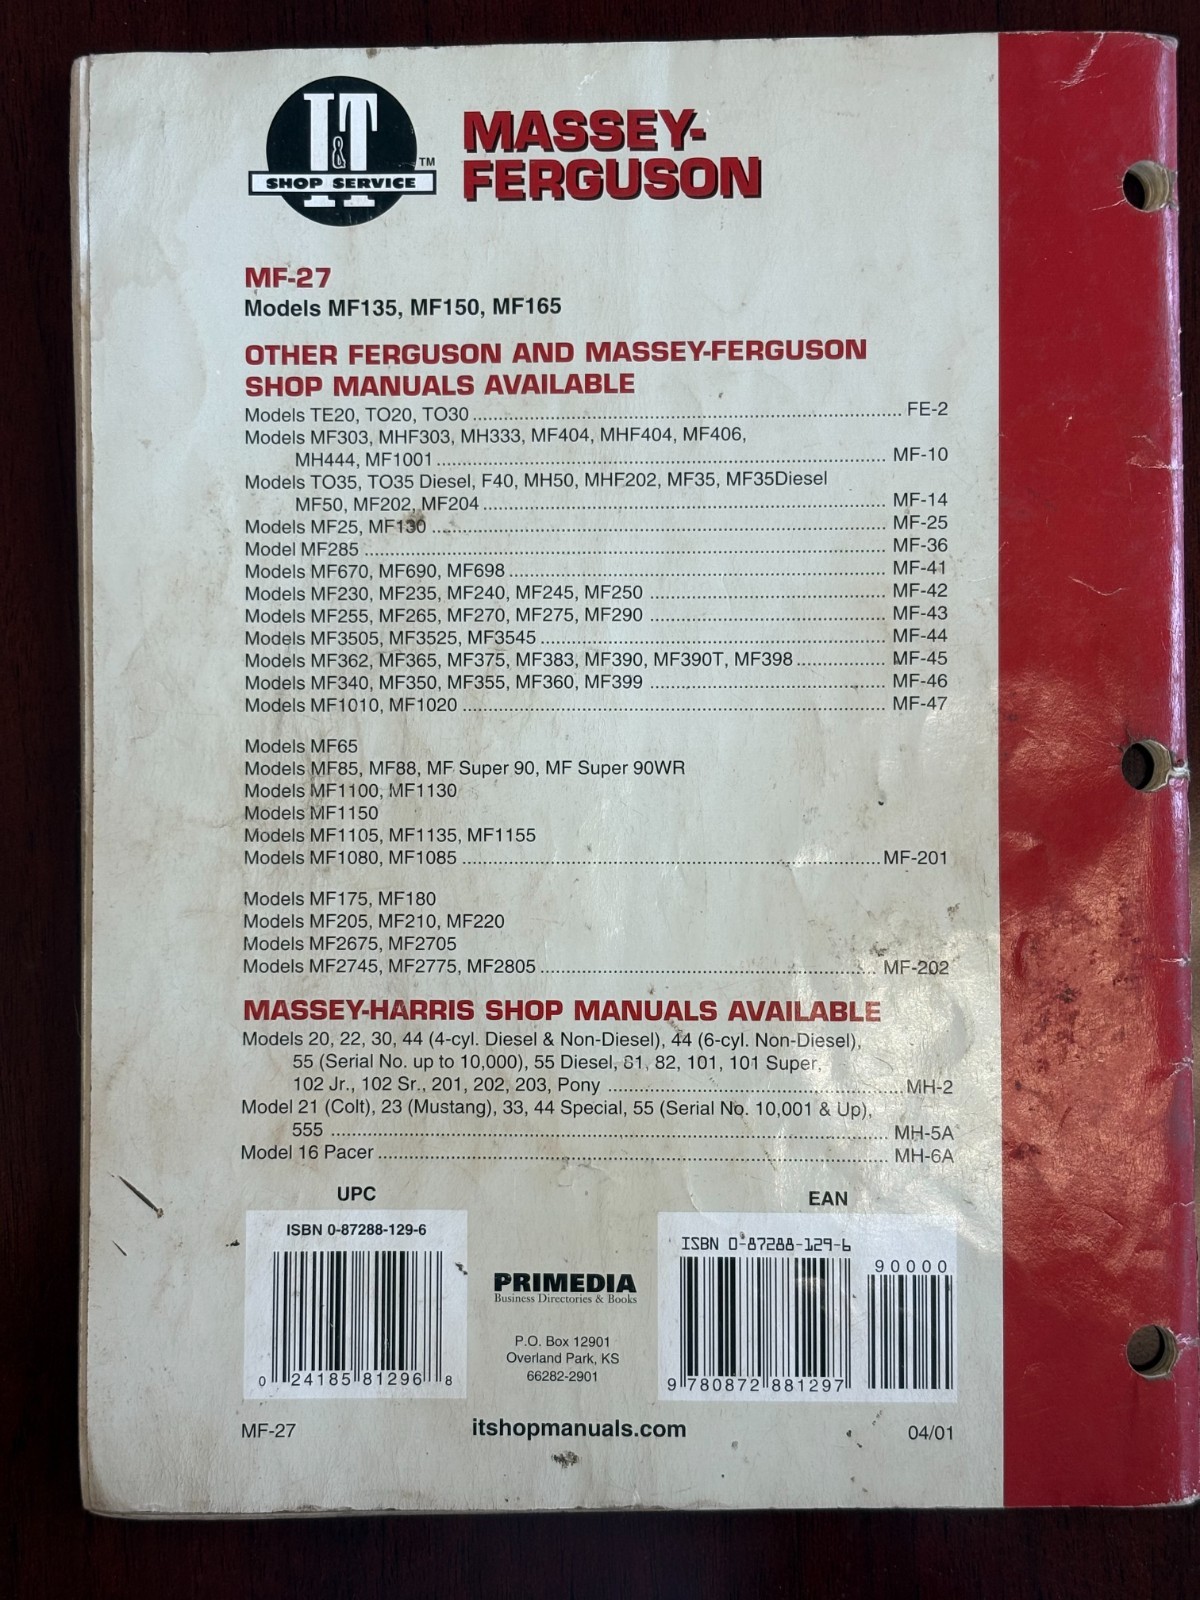 I&T
SHOP SERVICE
TM
MASSEY-
FERGUSON
MF-27
Models MF135, MF150, MF165
OTHER FERGUSON AND MASSEY-FERGUSON
SHOP MANUALS AVAILABLE
Models TE20, TO20, TO30 ........ FE-2
Models MF303, MHF303, MH333, MF404, MHF404, MF406,
MH444, MF1001 ........ MF-10
Models TO35, TO35 Diesel, F40, MH50, MHF202, MF35, MF35Diesel
MF50, MF202, MF204 ........ MF-14
Models MF25, MF130 ........ MF-25
Model MF285 ........ MF-36
Models MF670, MF690, MF698 ........ MF-41
Models MF230, MF235, MF240, MF245, MF250 ........ MF-42
Models MF255, MF265, MF270, MF275, MF290 ........ MF-43
Models MF3505, MF3525, MF3545 ........ MF-44
Models MF362, MF365, MF375, MF383, MF390, MF390T, MF398 ........ MF-45
Models MF340, MF350, MF355, MF360, MF399 ........ MF-46
Models MF1010, MF1020 ........ MF-47
Models MF65
Models MF85, MF88, MF Super 90, MF Super 90WR
Models MF1100, MF1130
Models MF1150
Models MF1105, MF1135, MF1155
Models MF1080, MF1085 ........ MF-201
Models MF175, MF180
Models MF205, MF210, MF220
Models MF2675, MF2705
Models MF2745, MF2775, MF2805 ........ MF-202
MASSEY-HARRIS SHOP MANUALS AVAILABLE
Models 20, 22, 30, 44 (4-cyl. Diesel & Non-Diesel), 44 (6-cyl. Non-Diesel),
55 (Serial No. up to 10,000), 55 Diesel, 81, 82, 101, 101 Super,
102 Jr., 102 Sr., 201, 202, 203, Pony ........ MH-2
Model 21 (Colt), 23 (Mustang), 33, 44 Special, 55 (Serial No. 10,001 & Up),
555 ........ MH-5A
Model 16 Pacer ........ MH-6A
UPC
ISBN 0-87288-129-6
0 24185 81296 8
PRIMEDIA
Business Directories & Books
P.O. Box 12901
Overland Park, KS
66282-2901
EAN
ISBN 0-87288-129-6
90000
9 780872 881297
MF-27
itshopmanuals.com
04/01